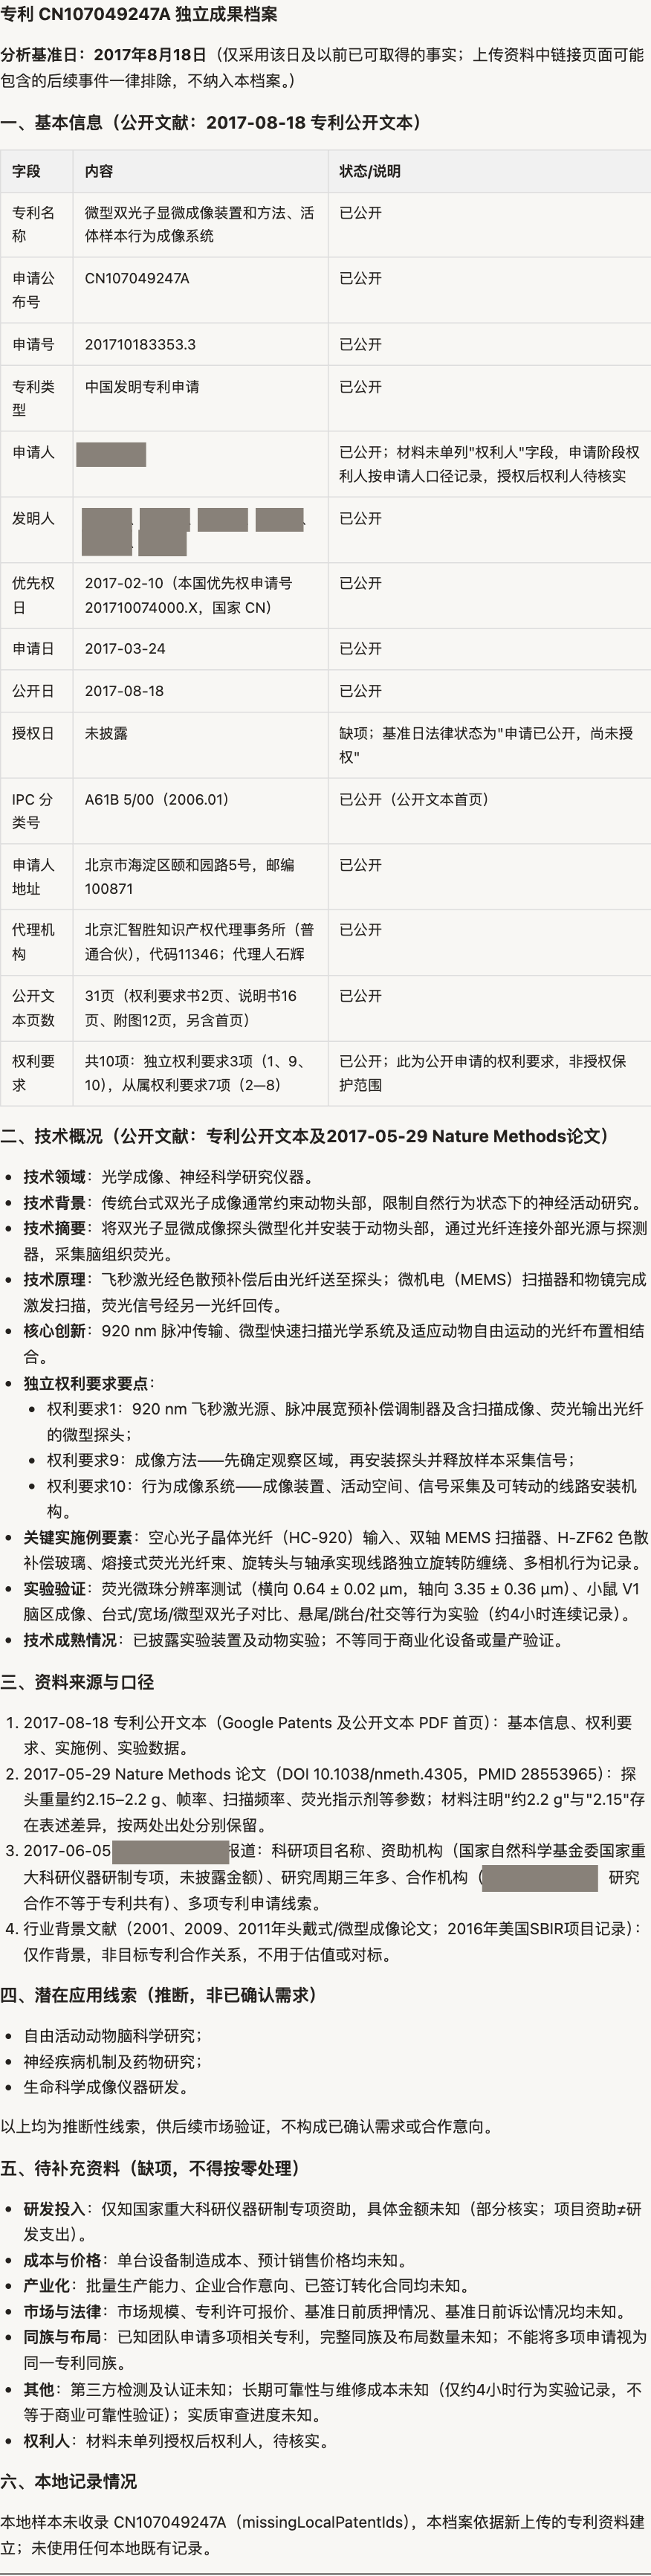 专利 CN107049247A 独立成果档案
分析基准日：2017年8月18日（仅采用该日及以前已可取得的事实；上传资料中链接页面可能
包含的后续事件一律排除，不纳入本档案。）
一、基本信息（公开文献：2017-08-18 专利公开文本）
字段 内容 状态/说明
专利名 微型双光子显微成像装置和方法、活 已公开
称 体样本行为成像系统
申请公 CN107049247A 已公开
布号
申请号 201710183353.3 已公开
专利类 中国发明专利申请 已公开
型
申请人 已公开；材料未单列"权利人"字段，申请阶段权
利人按申请人口径记录，授权后权利人待核实
发明人 、 已公开
优先权 2017-02-10（本国优先权申请号 已公开
日 201710074000.X，国家 CN）
申请日 2017-03-24 已公开
公开日 2017-08-18 已公开
授权日 未披露 缺项；基准日法律状态为"申请已公开，尚未授
权"
IPC 分 A61B 5/00（2006.01） 已公开（公开文本首页）
类号
申请人 北京市海淀区颐和园路5号，邮编 已公开
地址 100871
代理机 北京汇智胜知识产权代理事务所（普 已公开
构 通合伙），代码11346；代理人石辉
公开文 31页（权利要求书2页、说明书16 已公开
本页数 页、附图12页，另含首页）
权利要 共10项：独立权利要求3项（1、9、 已公开；此为公开申请的权利要求，非授权保
求 10），从属权利要求7项（2—8） 护范围
二、技术概况（公开文献：专利公开文本及2017-05-29 Nature Methods论文）
• 技术领域：光学成像、神经科学研究仪器。
• 技术背景：传统台式双光子成像通常约束动物头部，限制自然行为状态下的神经活动研究。
• 技术摘要：将双光子显微成像探头微型化并安装于动物头部，通过光纤连接外部光源与探测
器，采集脑组织荧光。
• 技术原理：飞秒激光经色散预补偿后由光纤送至探头；微机电（MEMS）扫描器和物镜完成
激发扫描，荧光信号经另一光纤回传。
• 核心创新：920 nm 脉冲传输、微型快速扫描光学系统及适应动物自由运动的光纤布置相结
合。
• 独立权利要求要点：
• 权利要求1：920 nm 飞秒激光源、脉冲展宽预补偿调制器及含扫描成像、荧光输出光纤
的微型探头；
• 权利要求9：成像方法——先确定观察区域，再安装探头并释放样本采集信号；
• 权利要求10：行为成像系统——成像装置、活动空间、信号采集及可转动的线路安装机
构。
• 关键实施例要素：空心光子晶体光纤（HC-920）输入、双轴 MEMS 扫描器、H-ZF62 色散
补偿玻璃、熔接式荧光光纤束、旋转头与轴承实现线路独立旋转防缠绕、多相机行为记录。
• 实验验证：荧光微珠分辨率测试（横向 0.64 ± 0.02 μm，轴向 3.35 ± 0.36 μm）、小鼠 V1
脑区成像、台式/宽场/微型双光子对比、悬尾/跳台/社交等行为实验（约4小时连续记录）。
• 技术成熟情况：已披露实验装置及动物实验；不等同于商业化设备或量产验证。
三、资料来源与口径
1. 2017-08-18 专利公开文本（Google Patents 及公开文本 PDF 首页）：基本信息、权利要
求、实施例、实验数据。
2. 2017-05-29 Nature Methods 论文（DOI 10.1038/nmeth.4305，PMID 28553965）：探
头重量约2.15–2.2 g、帧率、扫描频率、荧光指示剂等参数；材料注明"约2.2 g"与"2.15"存
在表述差异，按两处出处分别保留。
3. 2017-06-05 报道：科研项目名称、资助机构（国家自然科学基金委国家重
大科研仪器研制专项，未披露金额）、研究周期三年多、合作机构（ 研究
合作不等于专利共有）、多项专利申请线索。
4. 行业背景文献（2001、2009、2011年头戴式/微型成像论文；2016年美国SBIR项目记录）：
仅作背景，非目标专利合作关系，不用于估值或对标。
四、潜在应用线索（推断，非已确认需求）
• 自由活动动物脑科学研究；
• 神经疾病机制及药物研究；
• 生命科学成像仪器研发。
以上均为推断性线索，供后续市场验证，不构成已确认需求或合作意向。
五、待补充资料（缺项，不得按零处理）
• 研发投入：仅知国家重大科研仪器研制专项资助，具体金额未知（部分核实；项目资助≠研
发支出）。
• 成本与价格：单台设备制造成本、预计销售价格均未知。
• 产业化：批量生产能力、企业合作意向、已签订转化合同均未知。
• 市场与法律：市场规模、专利许可报价、基准日前质押情况、基准日前诉讼情况均未知。
• 同族与布局：已知团队申请多项相关专利，完整同族及布局数量未知；不能将多项申请视为
同一专利同族。
• 其他：第三方检测及认证未知；长期可靠性与维修成本未知（仅约4小时行为实验记录，不
等于商业可靠性验证）；实质审查进度未知。
• 权利人：材料未单列授权后权利人，待核实。
六、本地记录情况
本地样本未收录 CN107049247A（missingLocalPatentIds），本档案依据新上传的专利资料建
立；未使用任何本地既有记录。